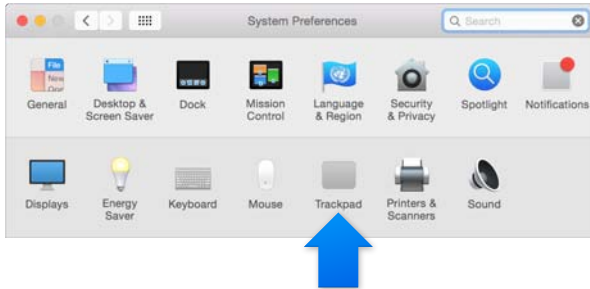 System Preferences
Search
File
New
General
Desktop &
Screen Saver
Dock
Mission
Control
Language
& Region
Security
& Privacy
Spotlight
Notifications
Displays
Energy
Saver
Keyboard
Mouse
Trackpad
Printers &
Scanners
Sound